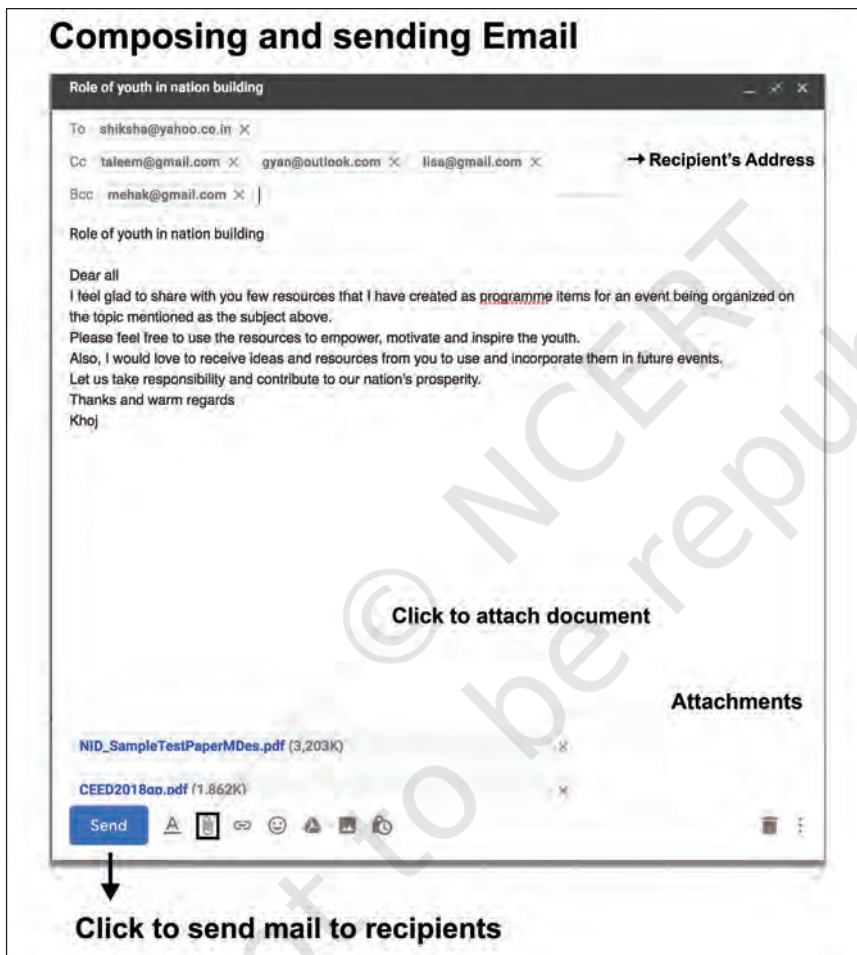 Composing and sending Email
Role of youth in nation building
To shiksha@yahoo.co.in
Cc taleem@gmail.com gyan@outlook.com lisa@gmail.com
→ Recipient's Address
Bcc mehak@gmail.com
Role of youth in nation building
Dear all
I feel glad to share with you few resources that I have created as programme items for an event being organized on
the topic mentioned as the subject above.
Please feel free to use the resources to empower, motivate and inspire the youth.
Also, I would love to receive ideas and resources from you to use and incorporate them in future events.
Let us take responsibility and contribute to our nation's prosperity.
Thanks and warm regards
Khoj
Click to attach document
Attachments
NID_SampleTestPaperMDes.pdf (3,203K)
CEED2018qp.pdf (1,862K)
Send
Click to send mail to recipients
© NCERT
not to be repub